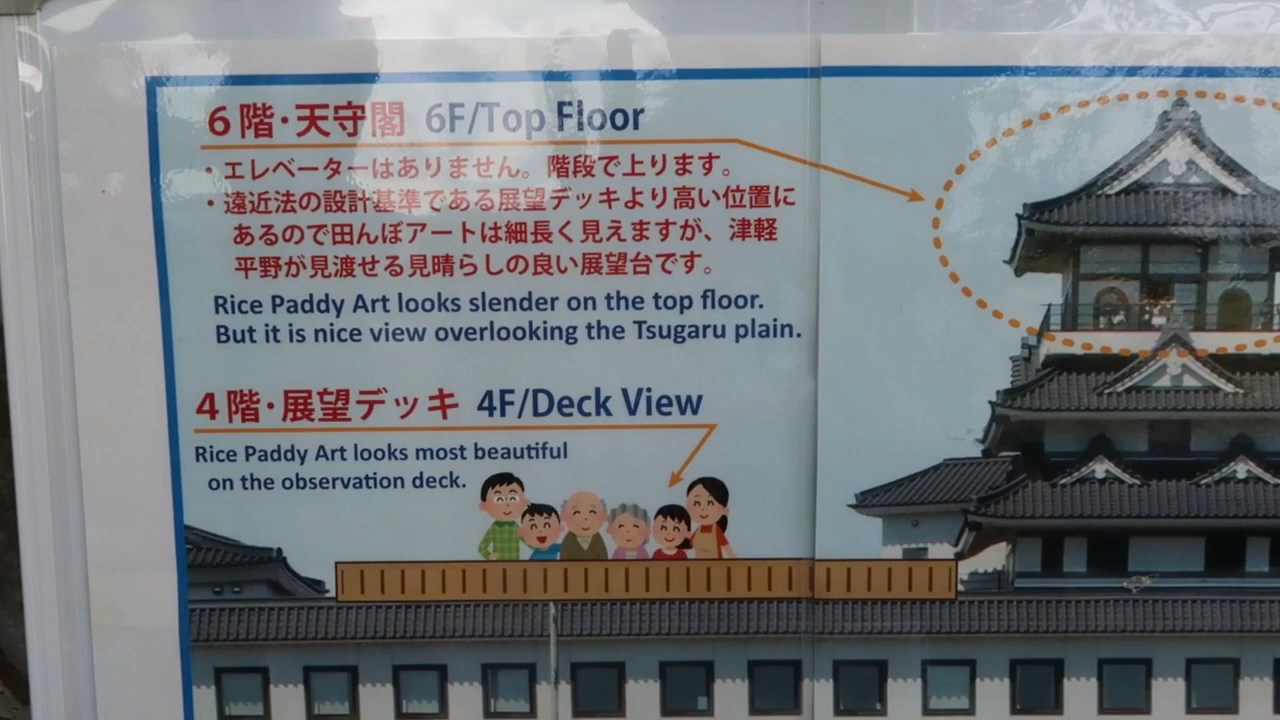 6階・天守閣 6F/Top Floor
・エレベーターはありません。階段で上ります。
・遠近法の設計基準である展望デッキより高い位置に
あるので田んぼアートは細長く見えますが、津軽
平野が見渡せる見晴らしの良い展望台です。
Rice Paddy Art looks slender on the top floor.
But it is nice view overlooking the Tsugaru plain.
4階・展望デッキ 4F/Deck View
Rice Paddy Art looks most beautiful
on the observation deck.